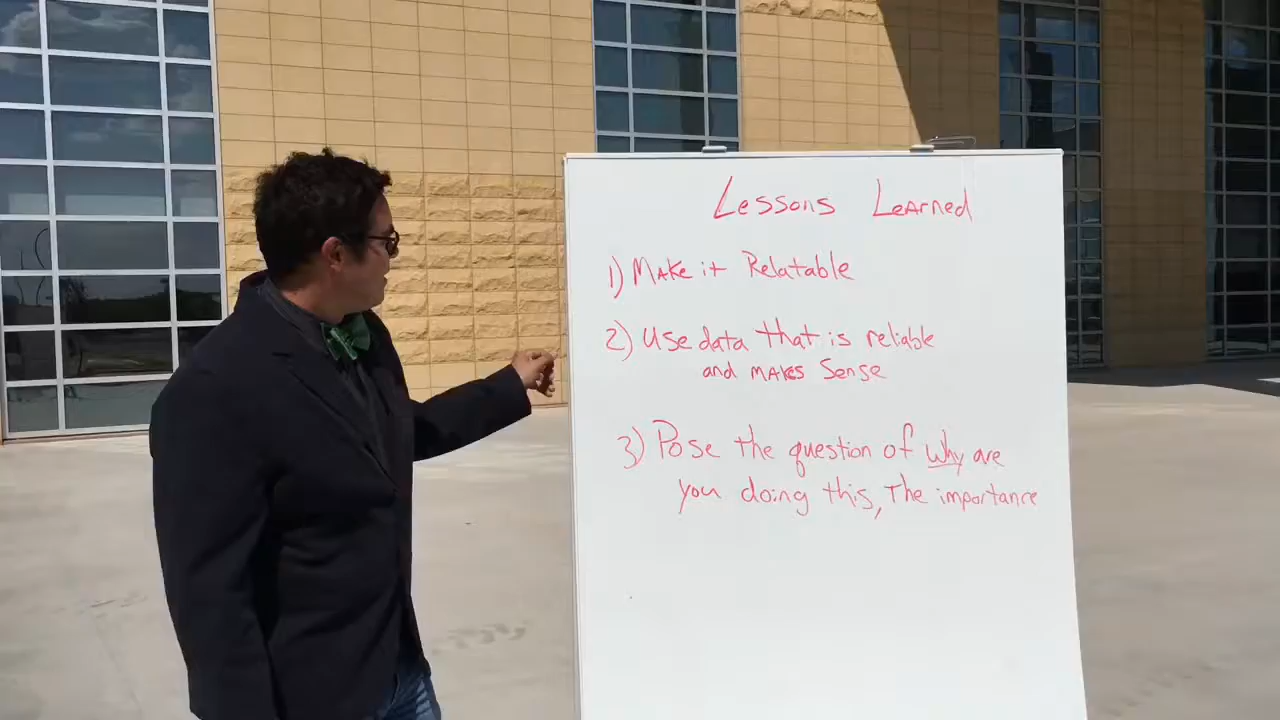 Lessons Learned
1) Make it Relatable
2) Use data that is reliable
and makes Sense
3) Pose the question of why are
you doing this, The importance